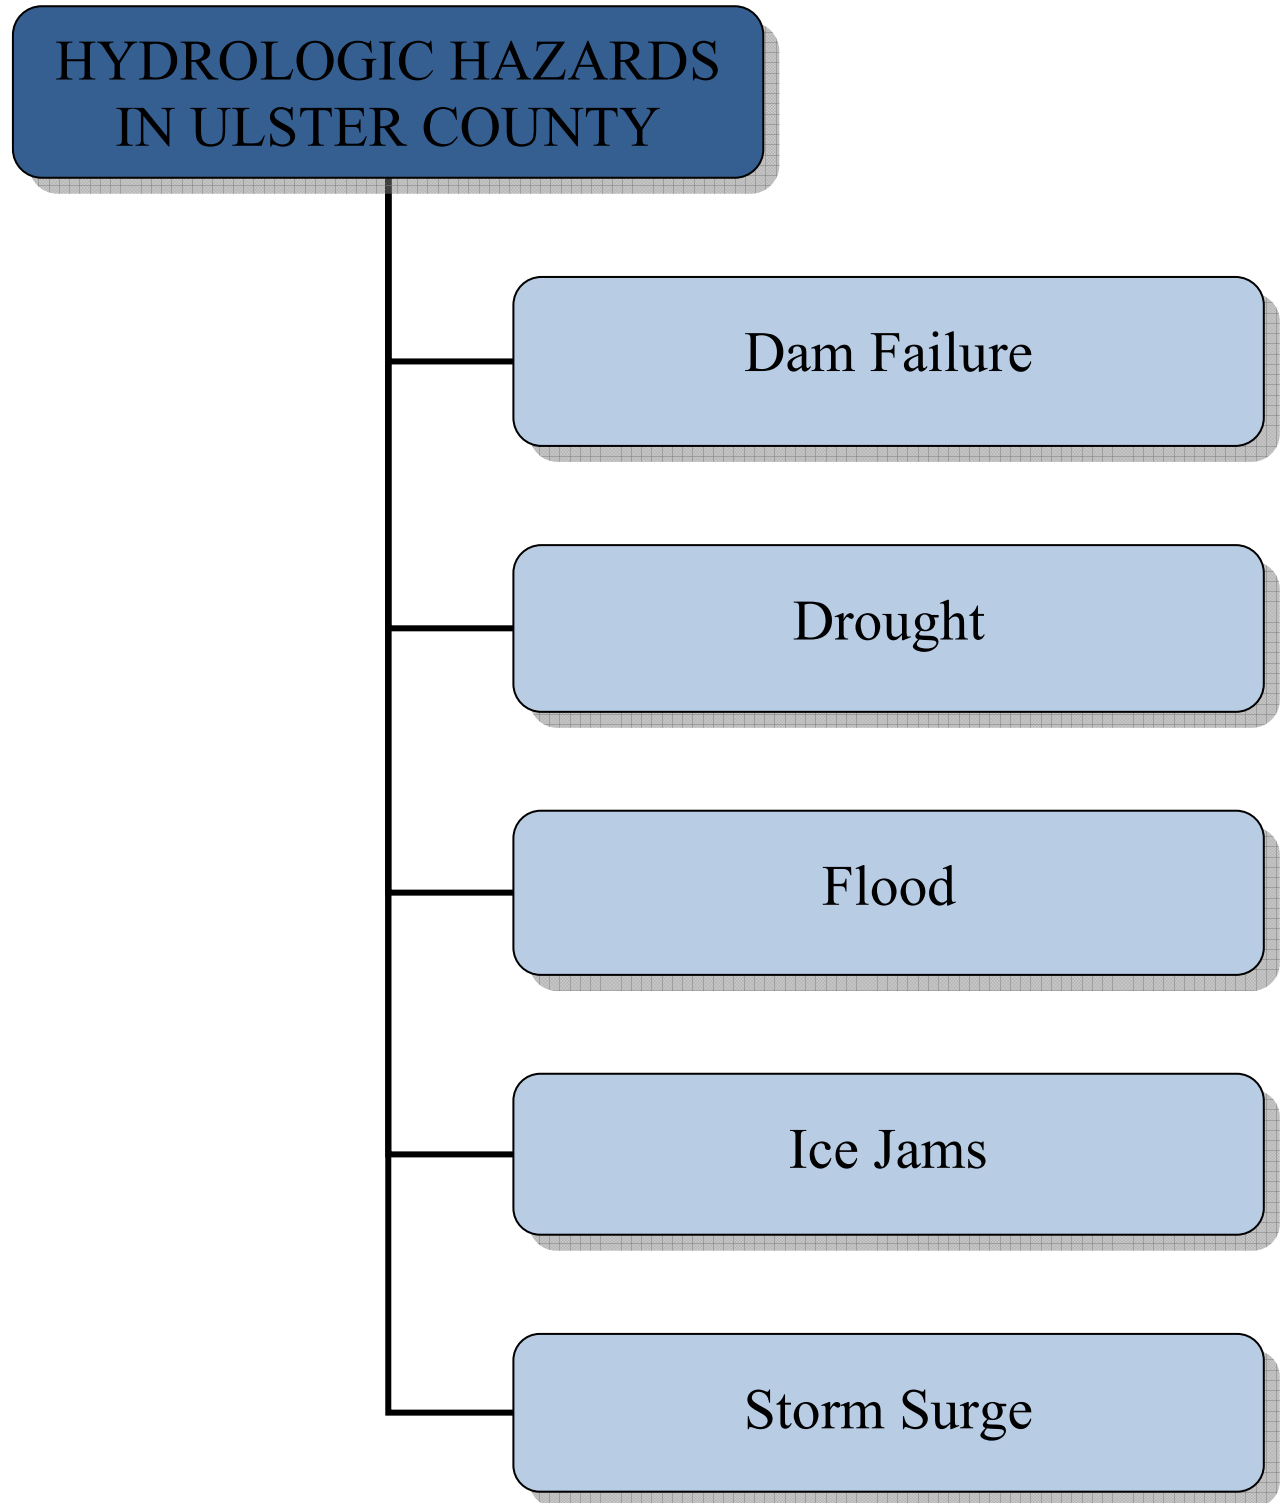 HYDROLOGIC HAZARDS
IN ULSTER COUNTY
Dam Failure
Drought
Flood
Ice Jams
Storm Surge